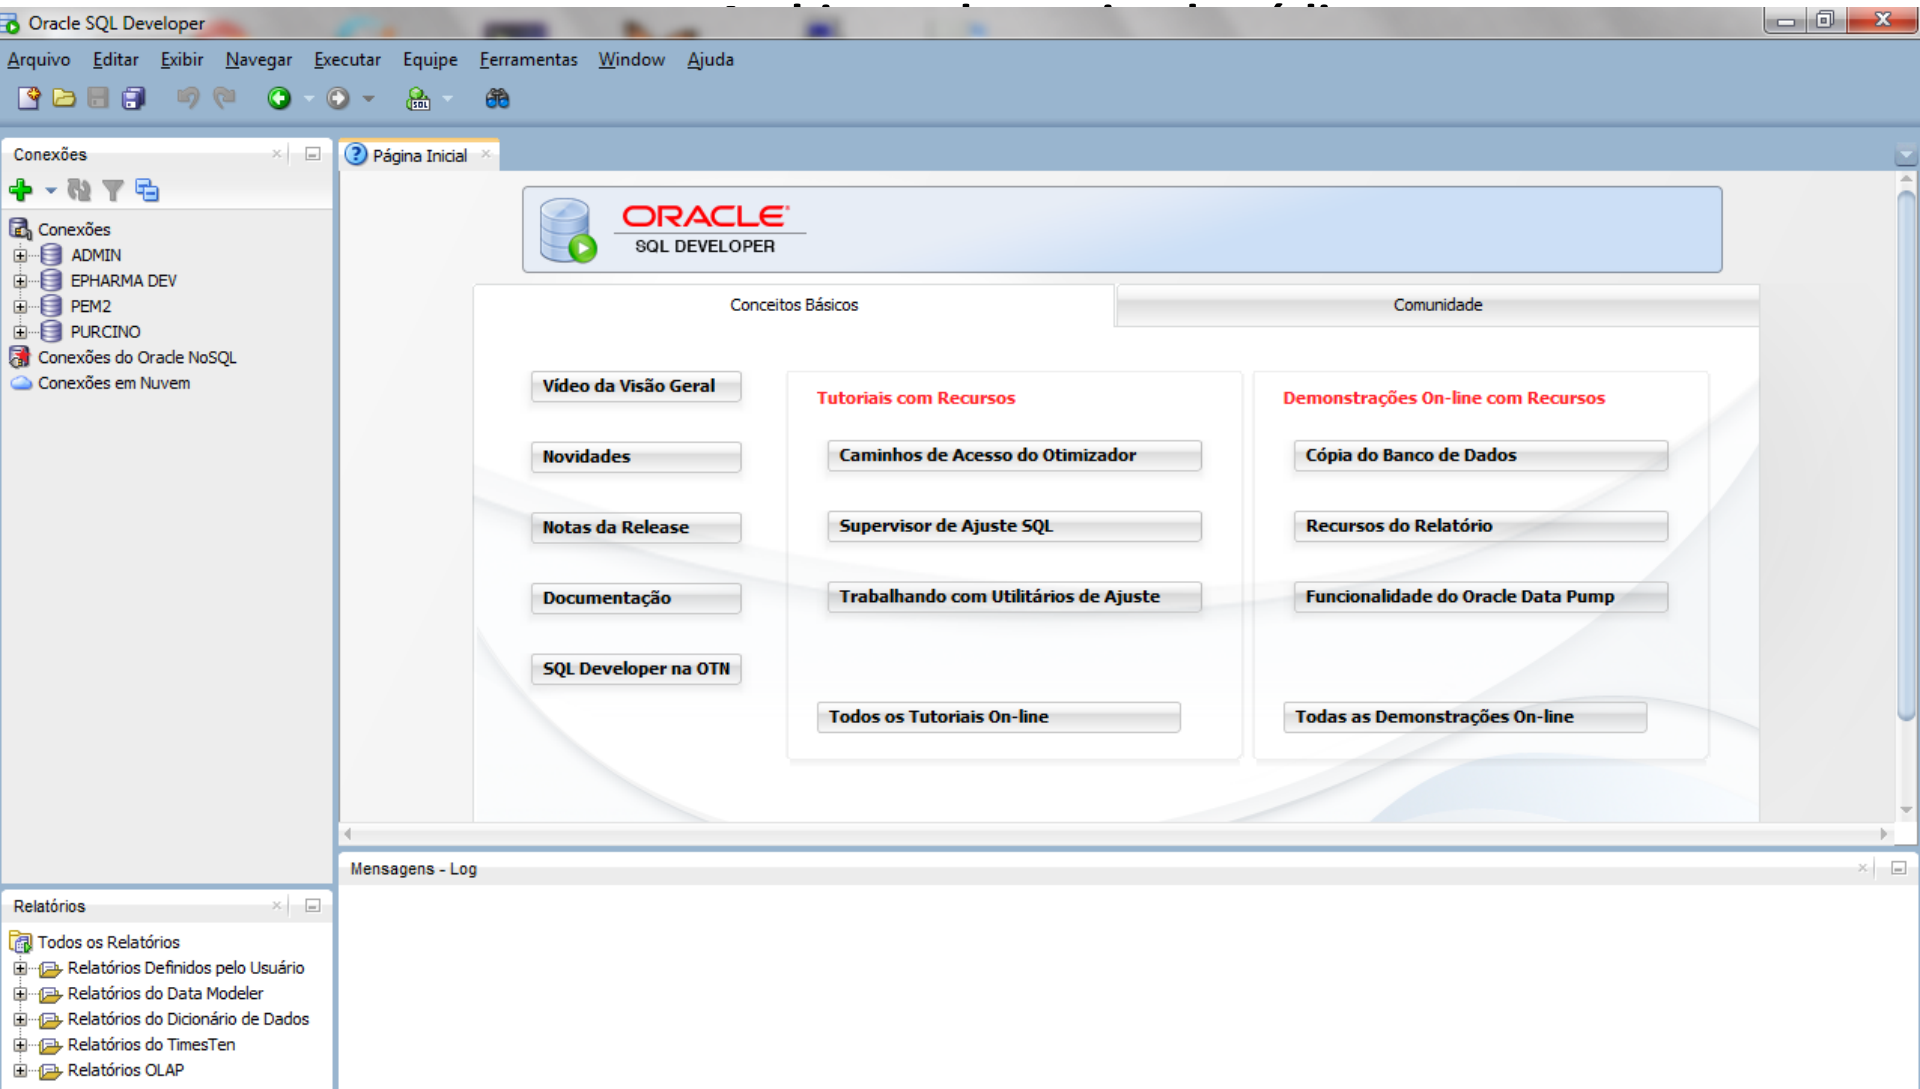 Oracle SQL Developer
Arquivo Editar Exibir Navegar Executar Equipe Ferramentas Window Ajuda
SQL
Conexões
Conexões
ADMIN
EPHARMA DEV
PEM2
PURCINO
Conexões do Oracle NoSQL
Conexões em Nuvem
Relatórios
Todos os Relatórios
Relatórios Definidos pelo Usuário
Relatórios do Data Modeler
Relatórios do Dicionário de Dados
Relatórios do TimesTen
Relatórios OLAP
Página Inicial
ORACLE
SQL DEVELOPER
Conceitos Básicos
Comunidade
Vídeo da Visão Geral
Novidades
Notas da Release
Documentação
SQL Developer na OTN
Tutoriais com Recursos
Caminhos de Acesso do Otimizador
Supervisor de Ajuste SQL
Trabalhando com Utilitários de Ajuste
Todos os Tutoriais On-line
Demonstrações On-line com Recursos
Cópia do Banco de Dados
Recursos do Relatório
Funcionalidade do Oracle Data Pump
Todas as Demonstrações On-line
Mensagens - Log